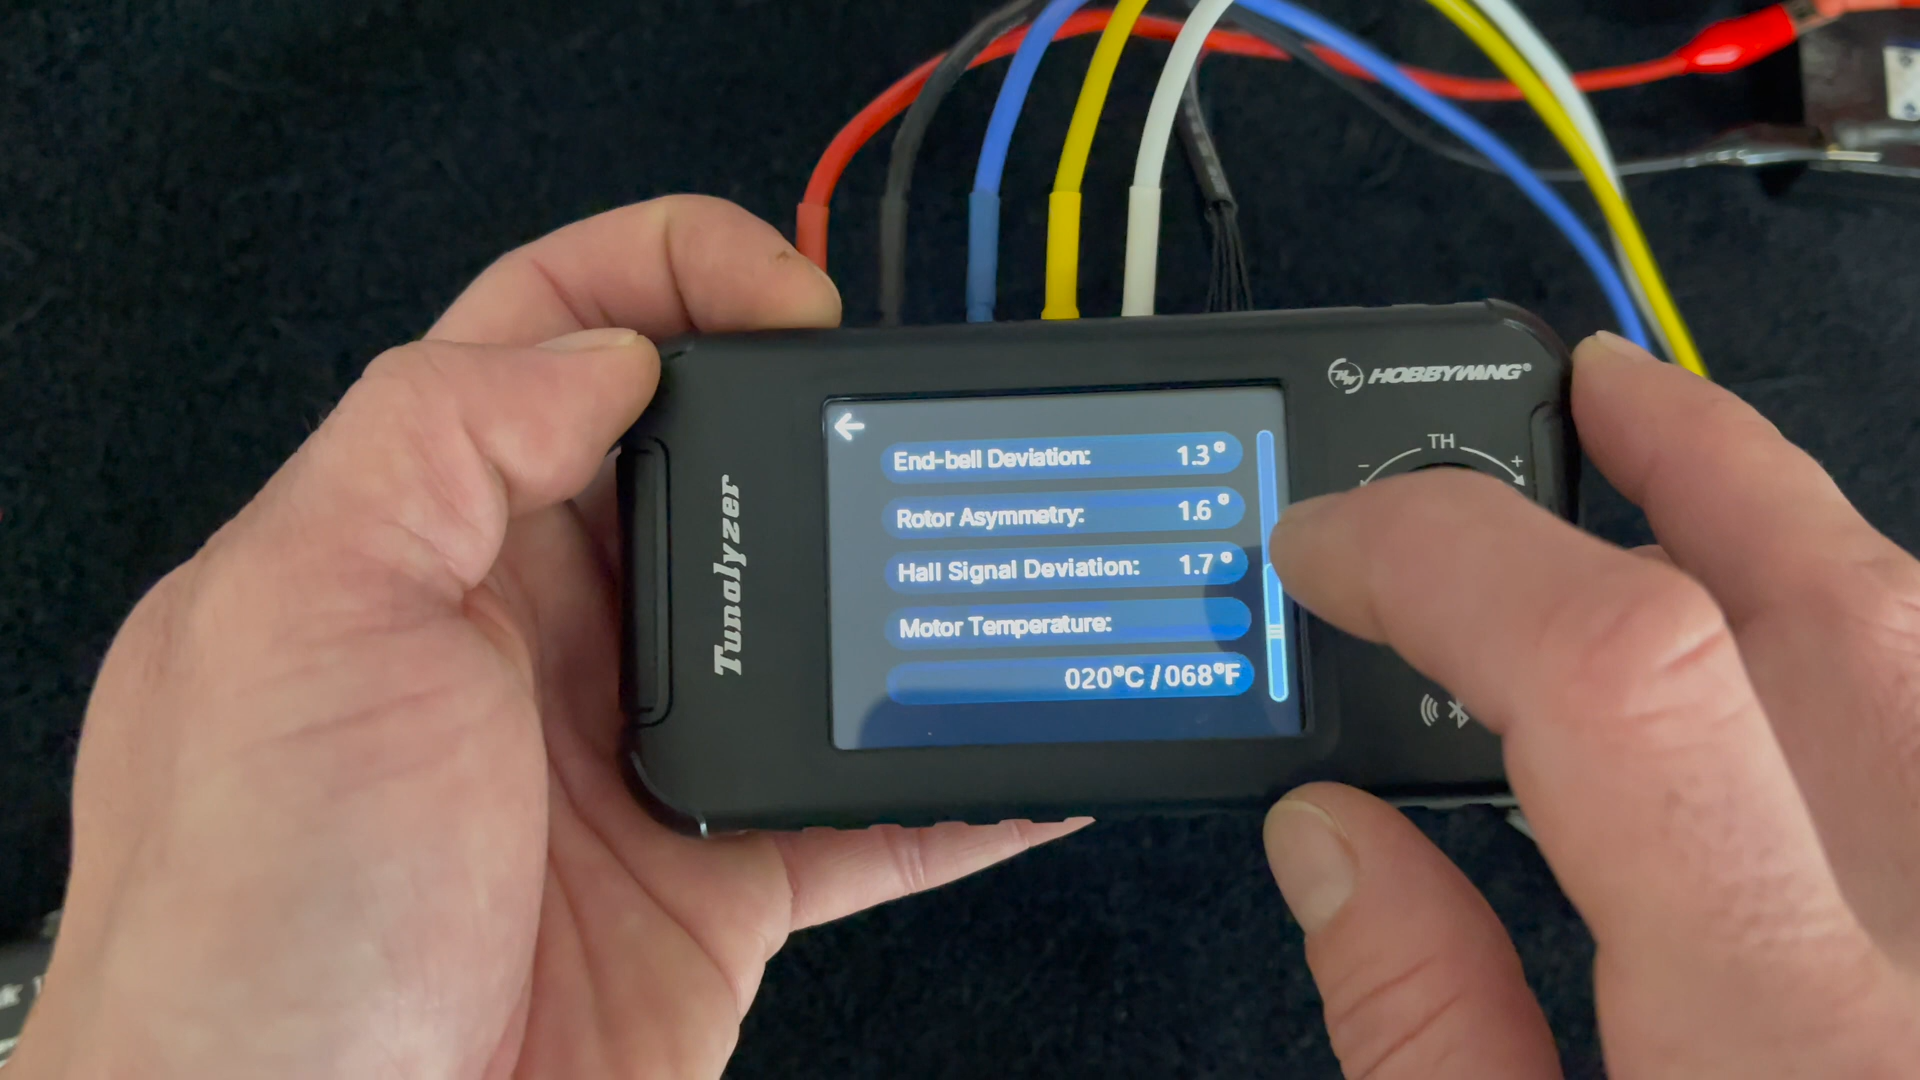 HOBBYWING®
TH
- +
Tunalyzer
End-bell Deviation: 1.3°
Rotor Asymmetry: 1.6°
Hall Signal Deviation: 1.7°
Motor Temperature:
020°C / 068°F